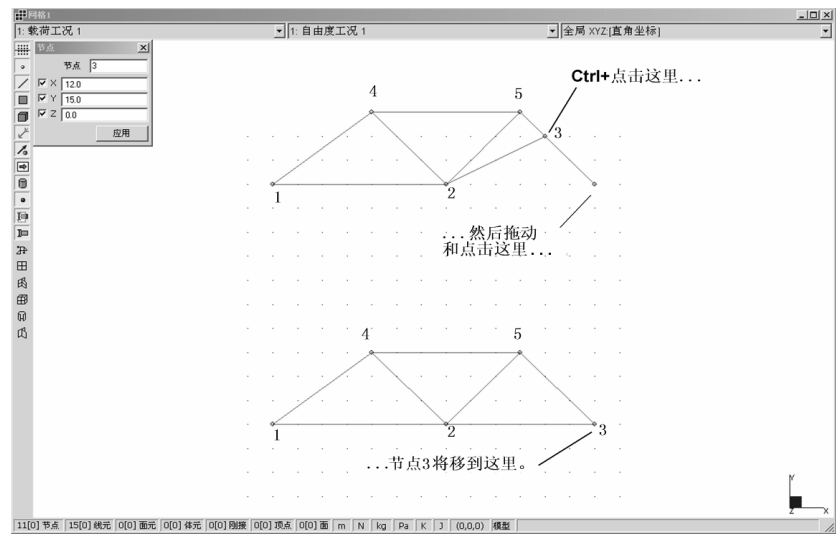 网格1
1: 载荷工况 1
1: 自由度工况 1
全局 XYZ[直角坐标]
节点
节点 3
X 12.0
Y 15.0
Z 0.0
应用
Ctrl+点击这里...
4
5
3
1
2
...然后拖动
和点击这里...
4
5
1
2
3
...节点3将移到这里。
Y
Z
X
11[0] 节点 15[0] 线元 0[0] 面元 0[0] 体元 0[0] 刚接 0[0] 顶点 0[0] 面 m N kg Pa K J (0,0,0) 模型